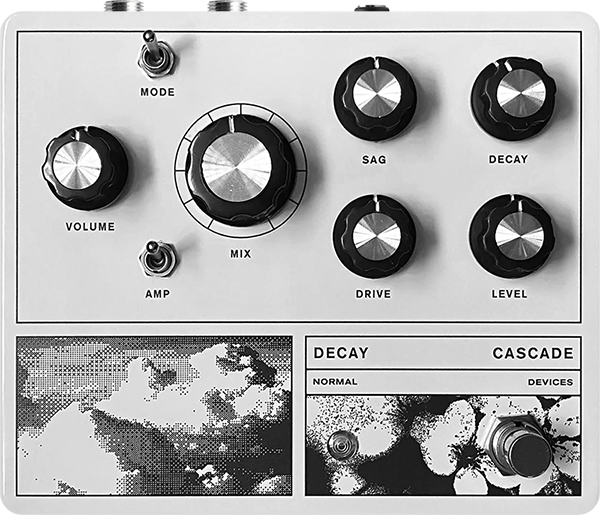 MODE
SAG
DECAY
VOLUME
MIX
AMP
DRIVE
LEVEL
DECAY CASCADE
NORMAL DEVICES